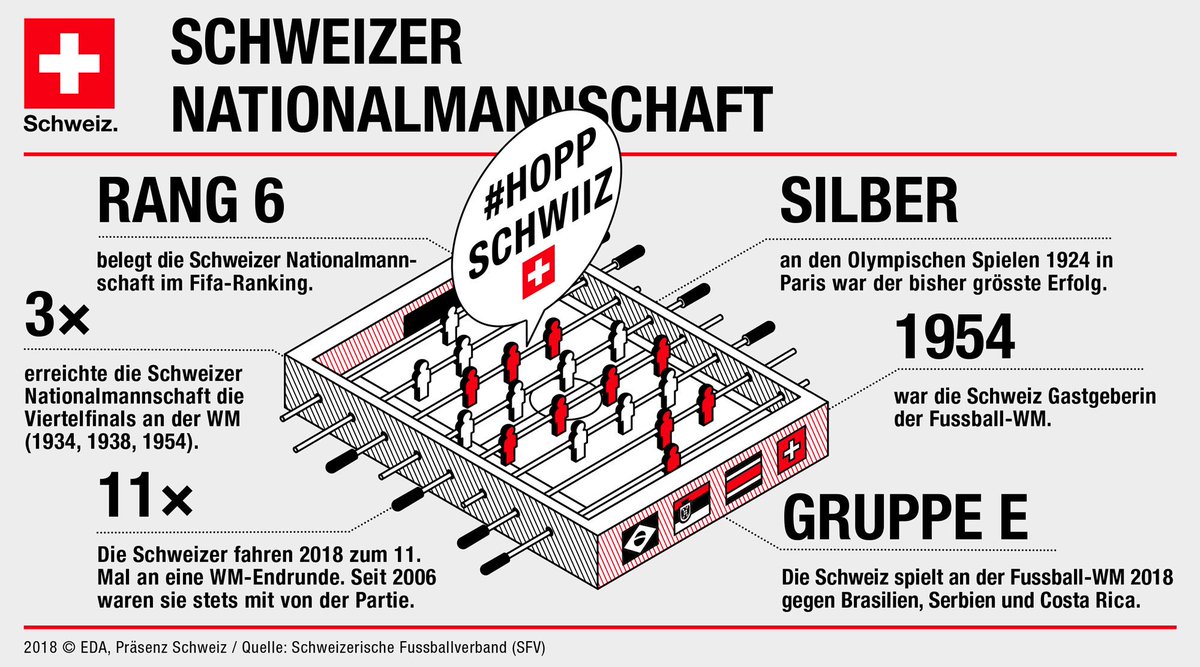 Schweiz.
SCHWEIZER
NATIONALMANNSCHAFT
#HOPP
SCHWIIZ
RANG 6
belegt die Schweizer Nationalmann-
schaft im Fifa-Ranking.
3×
erreichte die Schweizer
Nationalmannschaft die
Viertelfinals an der WM
(1934, 1938, 1954).
11×
Die Schweizer fahren 2018 zum 11.
Mal an eine WM-Endrunde. Seit 2006
waren sie stets mit von der Partie.
SILBER
an den Olympischen Spielen 1924 in
Paris war der bisher grösste Erfolg.
1954
war die Schweiz Gastgeberin
der Fussball-WM.
GRUPPE E
Die Schweiz spielt an der Fussball-WM 2018
gegen Brasilien, Serbien und Costa Rica.
2018 © EDA, Präsenz Schweiz / Quelle: Schweizerische Fussballverband (SFV)